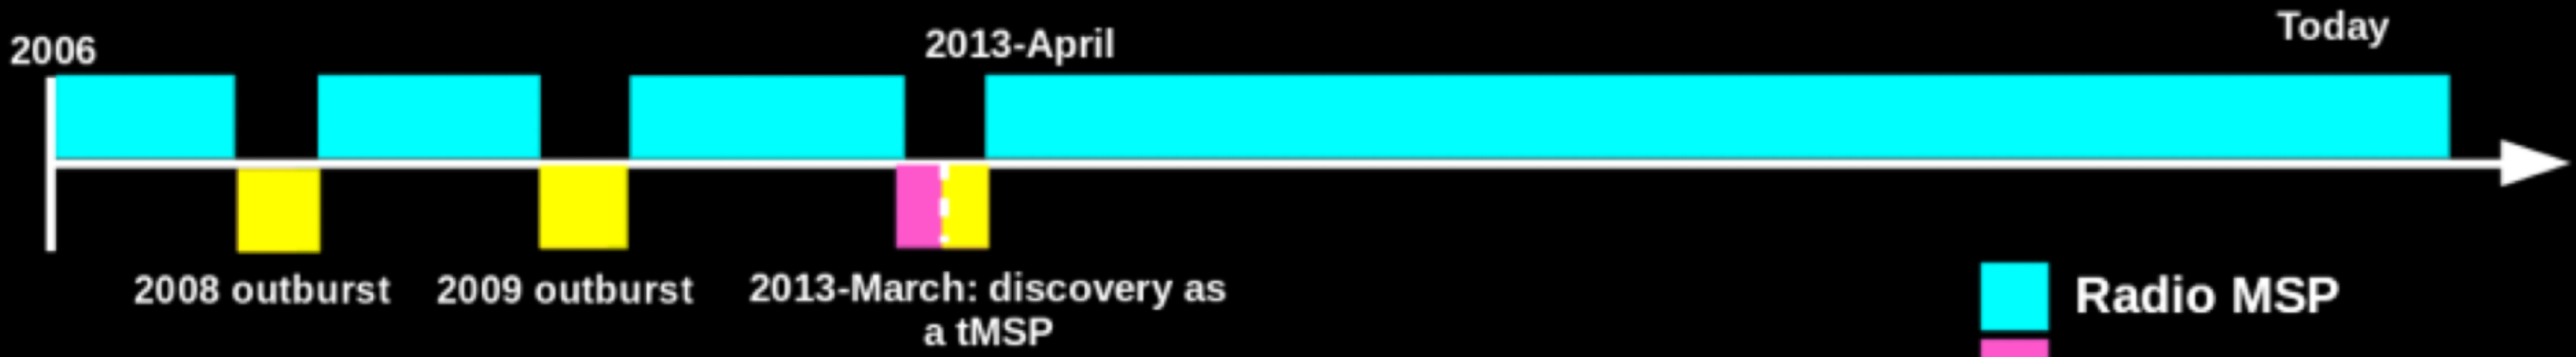 2006
2013-April
Today
2008 outburst
2009 outburst
2013-March: discovery as
a tMSP
Radio MSP